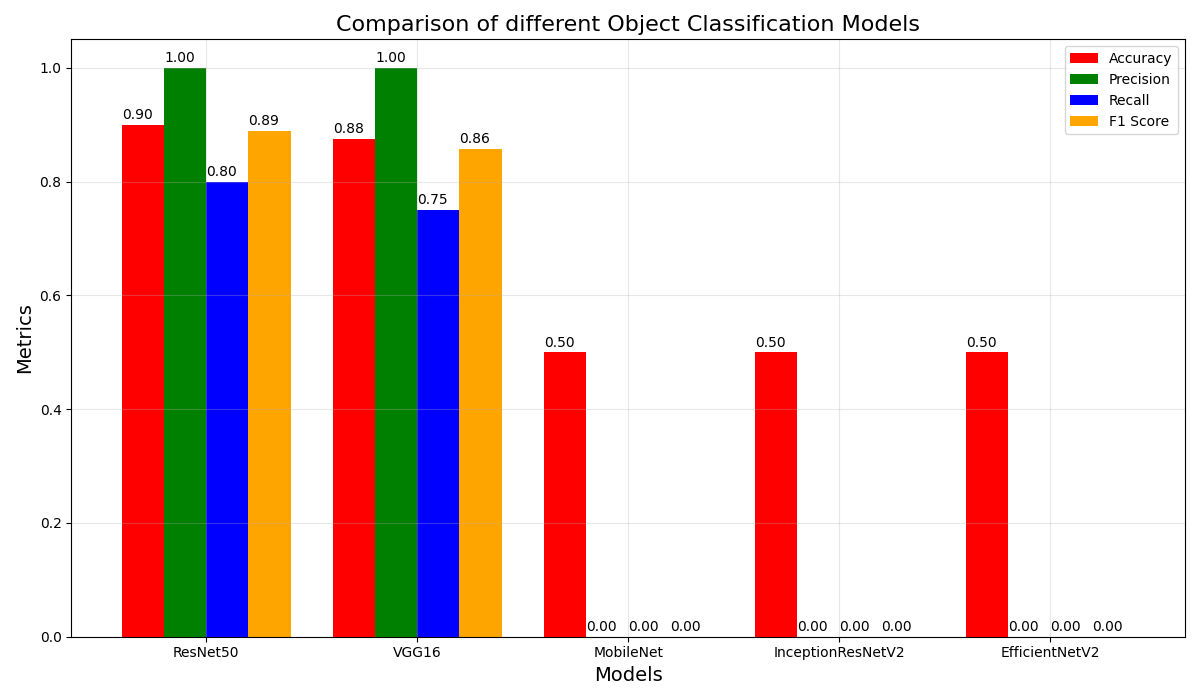 Comparison of different Object Classification Models
Accuracy
Precision
Recall
F1 Score
Metrics
1.0
0.8
0.6
0.4
0.2
0.0
0.90
1.00
0.80
0.89
0.88
1.00
0.75
0.86
0.50
0.00
0.00
0.00
0.50
0.00
0.00
0.00
0.50
0.00
0.00
0.00
ResNet50
VGG16
MobileNet
InceptionResNetV2
EfficientNetV2
Models